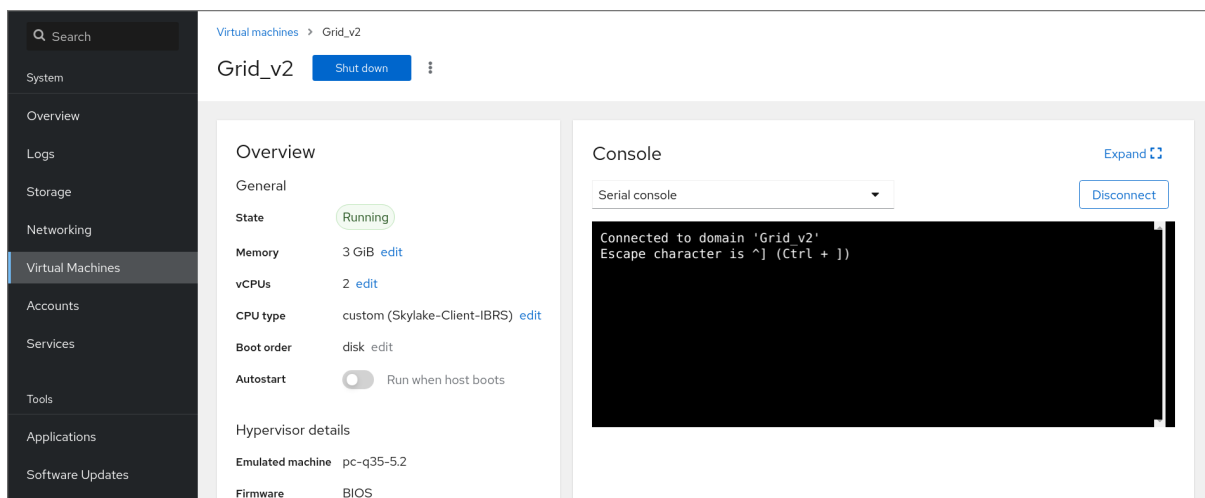 Search
System
Overview
Logs
Storage
Networking
Virtual Machines
Accounts
Services
Tools
Applications
Software Updates
Virtual machines > Grid_v2
Grid_v2 Shut down
Overview
General
State Running
Memory 3 GiB edit
vCPUs 2 edit
CPU type custom (Skylake-Client-IBRS) edit
Boot order disk edit
Autostart Run when host boots
Hypervisor details
Emulated machine pc-q35-5.2
Firmware BIOS
Console Expand
Serial console Disconnect
Connected to domain 'Grid_v2'
Escape character is ^] (Ctrl + ])